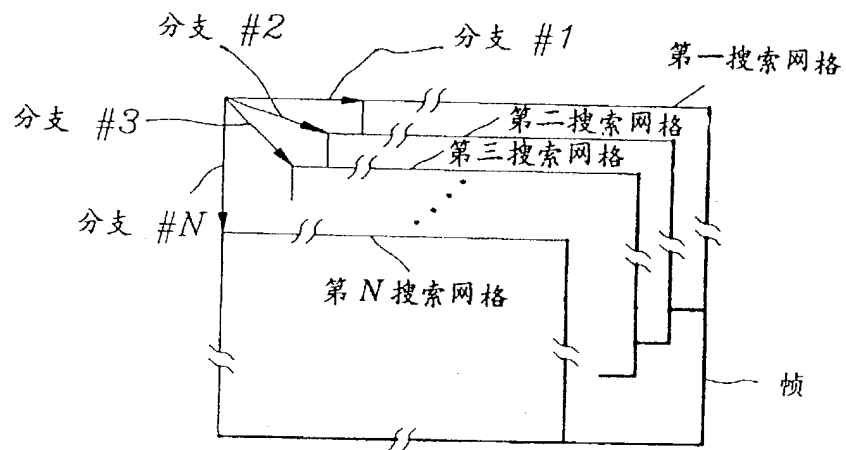 分支 #2
分支 #1
第一搜索网格
分支 #3
第二搜索网格
第三搜索网格
分支 #N
第N搜索网格
帧